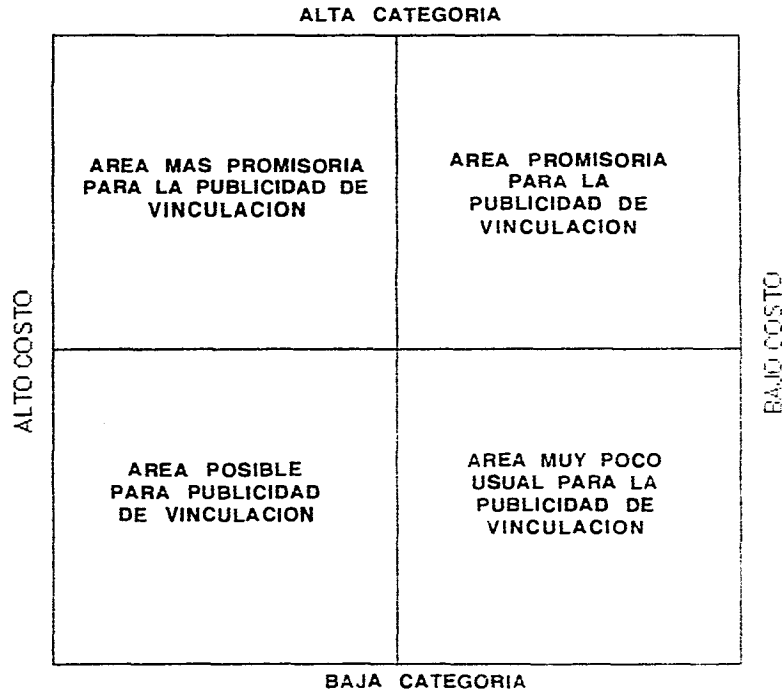 ALTA CATEGORIA
AREA MAS PROMISORIA
PARA LA PUBLICIDAD DE
VINCULACION
AREA PROMISORIA
PARA LA
PUBLICIDAD DE
VINCULACION
ALTO COSTO
BAJO COSTO
AREA POSIBLE
PARA PUBLICIDAD
DE VINCULACION
AREA MUY POCO
USUAL PARA LA
PUBLICIDAD DE
VINCULACION
BAJA CATEGORIA